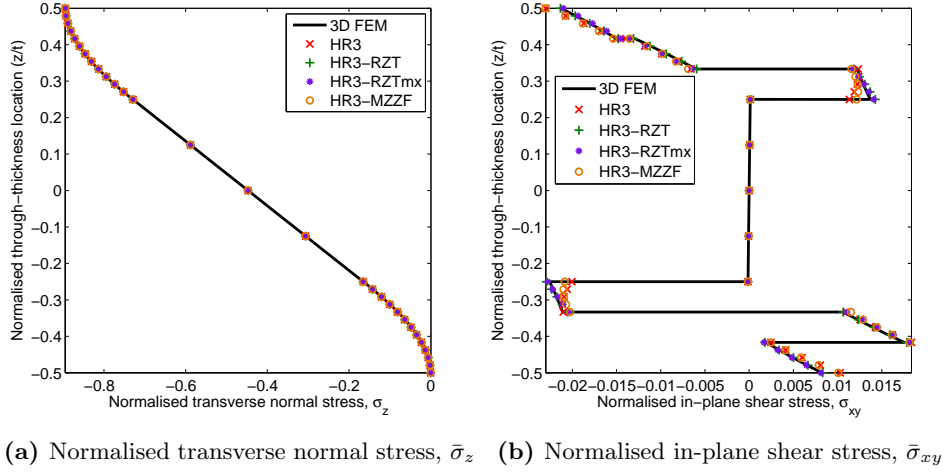 0.5
0.4
0.3
0.2
0.1
0
−0.1
−0.2
−0.3
−0.4
−0.5
Normalised through−thickness location (z/t)
−0.8
−0.6
−0.4
−0.2
0
Normalised transverse normal stress, σz
3D FEM
HR3
HR3−RZT
HR3−RZTmx
HR3−MZZF
0.5
0.4
0.3
0.2
0.1
0
−0.1
−0.2
−0.3
−0.4
−0.5
Normalised through−thickness location (z/t)
−0.02
−0.015
−0.01
−0.005
0
0.005
0.01
0.015
Normalised in−plane shear stress, σxy
3D FEM
HR3
HR3−RZT
HR3−RZTmx
HR3−MZZF
(a) Normalised transverse normal stress, σ̄z
(b) Normalised in-plane shear stress, σ̄xy